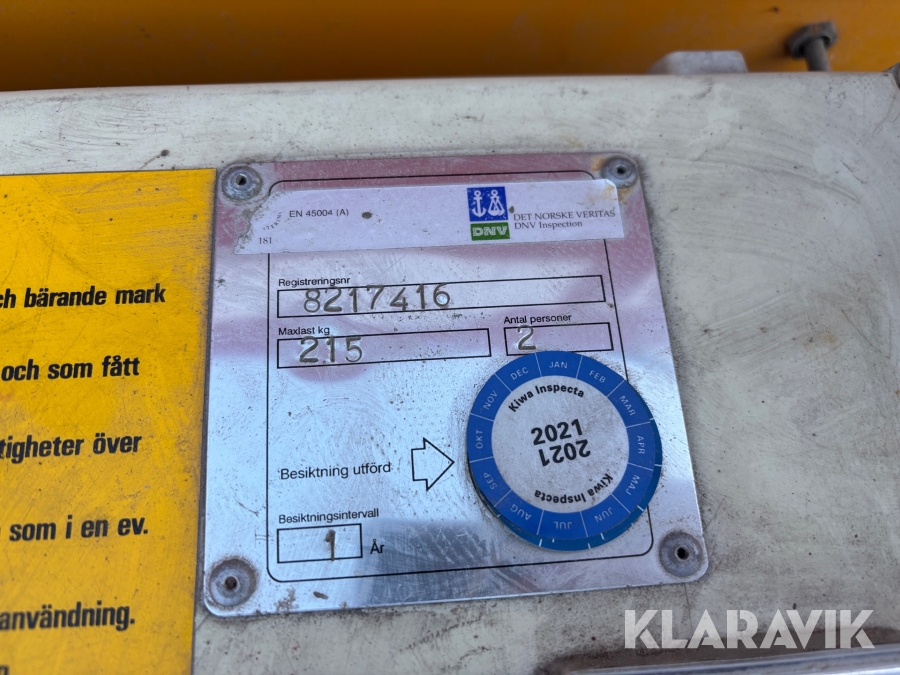 KLARAVIK
EN 45004 (A)
181
DNV
DET NORSKE VERITAS
DNV Inspection
Registreringsnr
8217416
Maxlast kg
215
Antal personer
2
Besiktning utförd
Kiwa Inspecta
2021
2021
Kiwa Inspecta
JAN
FEB
MAR
APR
MAJ
JUN
JUL
AUG
SEP
OKT
NOV
DEC
Besiktningsintervall
1 År
bärande mark
och som fått
över
som i en ev.
användning.
KLARAVIK